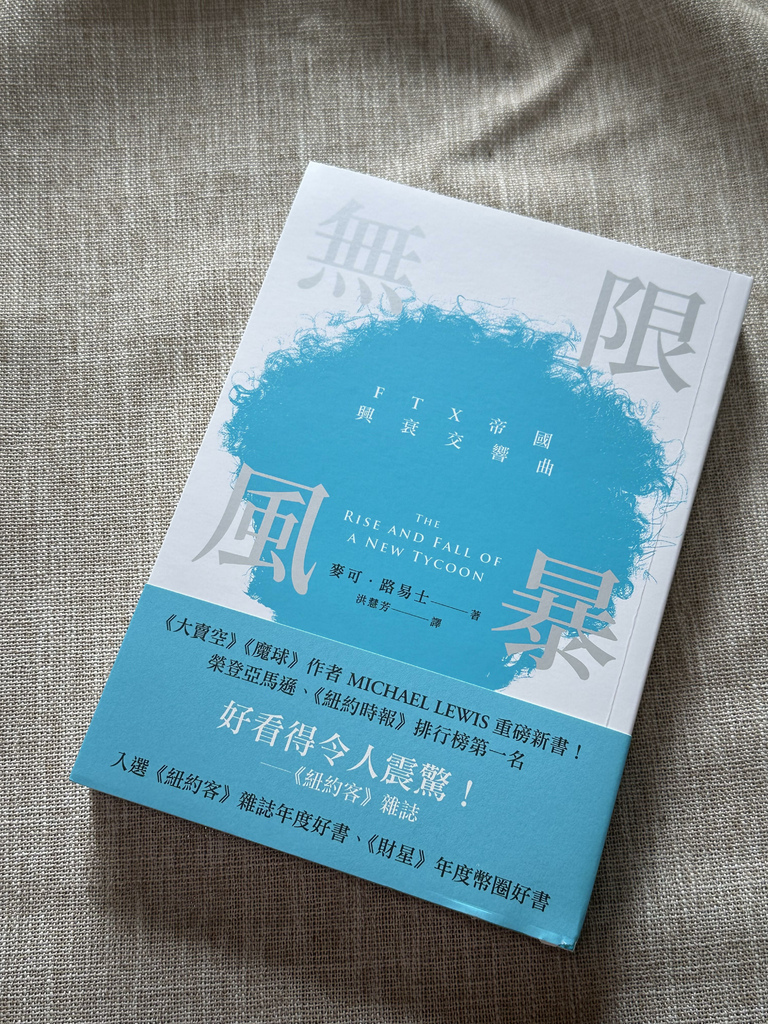 無限
風暴
FTX帝國
興衰交響曲
THE
RISE AND FALL OF
A NEW TYCOON
麥可·路易士——著
洪慧芳——譯
《大賣空》《魔球》作者 MICHAEL LEWIS 重磅新書！
榮登亞馬遜、《紐約時報》排行榜第一名
好看得令人震驚！
——《紐約客》雜誌
入選《紐約客》雜誌年度好書、《財星》年度幣圈好書